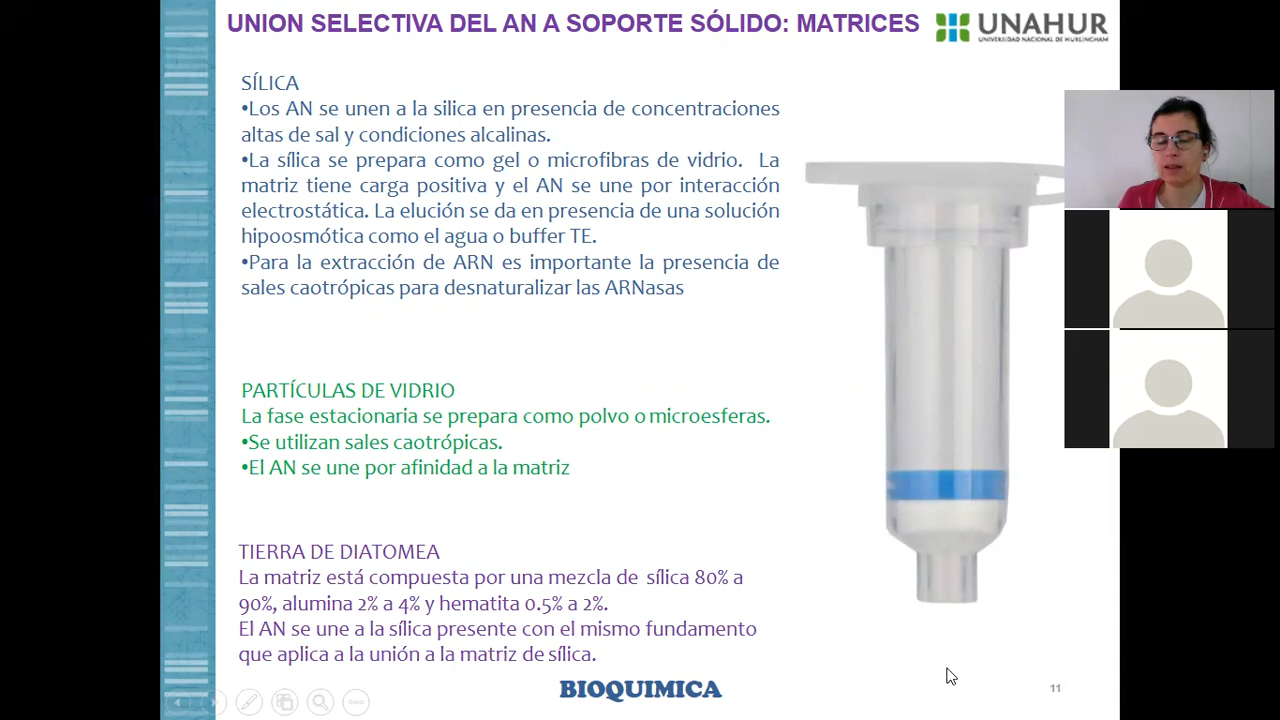 UNION SELECTIVA DEL AN A SOPORTE SÓLIDO: MATRICES
UNAHUR
UNIVERSIDAD NACIONAL DE HURLINGHAM
SÍLICA
•Los AN se unen a la silica en presencia de concentraciones
altas de sal y condiciones alcalinas.
•La sílica se prepara como gel o microfibras de vidrio. La
matriz tiene carga positiva y el AN se une por interacción
electrostática. La elución se da en presencia de una solución
hipoosmótica como el agua o buffer TE.
•Para la extracción de ARN es importante la presencia de
sales caotrópicas para desnaturalizar las ARNasas
PARTÍCULAS DE VIDRIO
La fase estacionaria se prepara como polvo o microesferas.
•Se utilizan sales caotrópicas.
•El AN se une por afinidad a la matriz
TIERRA DE DIATOMEA
La matriz está compuesta por una mezcla de sílica 80% a
90%, alumina 2% a 4% y hematita 0.5% a 2%.
El AN se une a la sílica presente con el mismo fundamento
que aplica a la unión a la matriz de sílica.
BIOQUIMICA
11